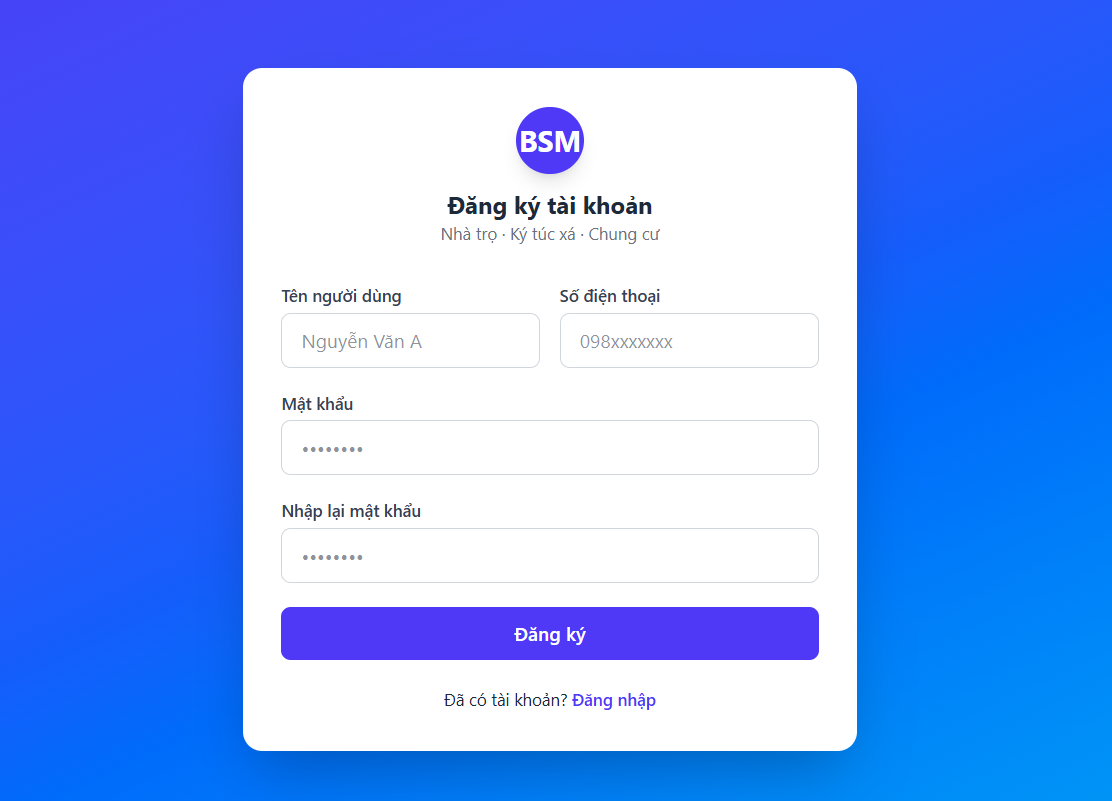 BSM
Đăng ký tài khoản
Nhà trọ · Ký túc xá · Chung cư
Tên người dùng
Số điện thoại
Nguyễn Văn A
098xxxxxxx
Mật khẩu
••••••••
Nhập lại mật khẩu
••••••••
Đăng ký
Đã có tài khoản? Đăng nhập